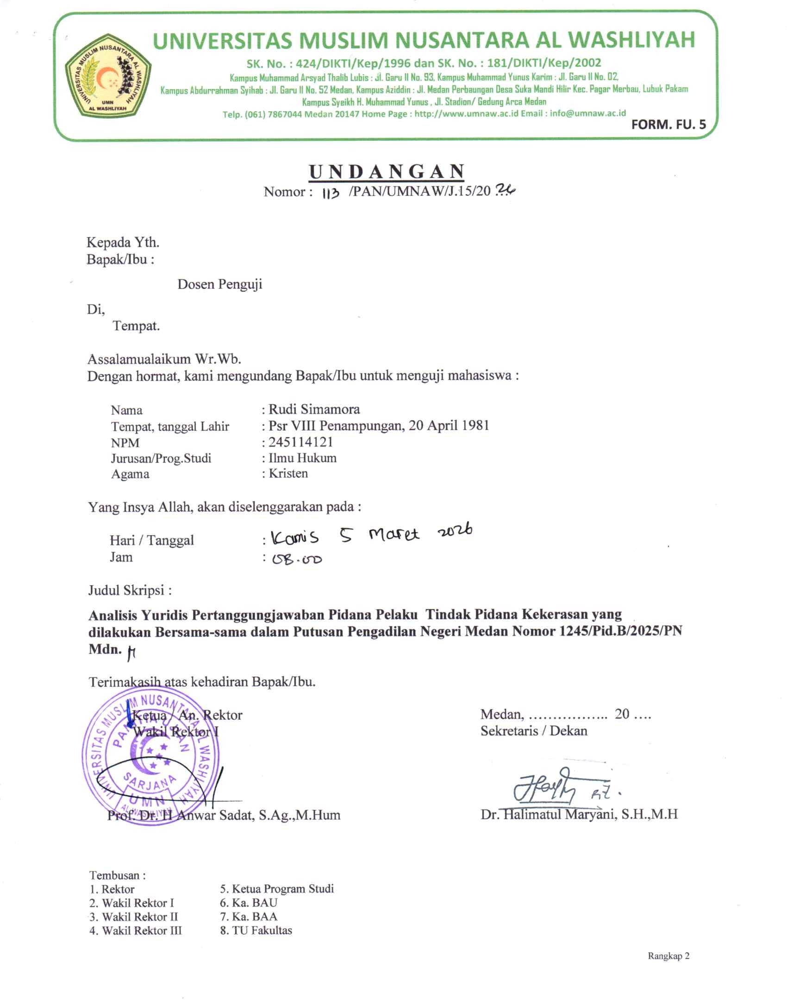 UNIVERSITAS MUSLIM NUSANTARA AL WASHLIYAH
SK. No. : 424/DIKTI/Kep/1996 dan SK. No. : 181/DIKTI/Kep/2002
Kampus Muhammad Arsyad Thalib Lubis : Jl. Garu II No. 93, Kampus Muhammad Yunus Karim : Jl. Garu II No. 02,
Kampus Abdurrahman Syihab : Jl. Garu II No. 52 Medan, Kampus Aziddin : Jl. Medan Perbaungan Desa Suka Mandi Hilir Kec. Pagar Merbau, Lubuk Pakam
Kampus Syeikh H. Muhammad Yunus , Jl. Stadion/ Gedung Arca Medan
Telp. (061) 7867044 Medan 20147 Home Page : http://www.umnaw.ac.id Email : info@umnaw.ac.id
FORM. FU. 5
UNIVERSITAS MUSLIM NUSANTARA AL WASHLIYAH
UMN
AL WASHLIYAH
UNDANGAN
Nomor : 113 /PAN/UMNAW/J.15/20 26
Kepada Yth.
Bapak/Ibu :
Dosen Penguji
Di,
Tempat.
Assalamualaikum Wr.Wb.
Dengan hormat, kami mengundang Bapak/Ibu untuk menguji mahasiswa :
Nama : Rudi Simamora
Tempat, tanggal Lahir : Psr VIII Penampungan, 20 April 1981
NPM : 245114121
Jurusan/Prog.Studi : Ilmu Hukum
Agama : Kristen
Yang Insya Allah, akan diselenggarakan pada :
Hari / Tanggal : Kamis 5 Maret 2026
Jam : 08.00
Judul Skripsi :
Analisis Yuridis Pertanggungjawaban Pidana Pelaku Tindak Pidana Kekerasan yang
dilakukan Bersama-sama dalam Putusan Pengadilan Negeri Medan Nomor 1245/Pid.B/2025/PN
Mdn.
Terimakasih atas kehadiran Bapak/Ibu.
Ketua / An. Rektor
Wakil Rektor I
UNIVERSITAS MUSLIM NUSANTARA AL WASHLIYAH
PANITIA UJIAN
SARJANA
UMN
AL WASHLIYAH
Prof. Dr. H Anwar Sadat, S.Ag.,M.Hum
Medan, ................. 20 ....
Sekretaris / Dekan
Dr. Halimatul Maryani, S.H.,M.H
Tembusan :
1. Rektor
2. Wakil Rektor I
3. Wakil Rektor II
4. Wakil Rektor III
5. Ketua Program Studi
6. Ka. BAU
7. Ka. BAA
8. TU Fakultas
Rangkap 2